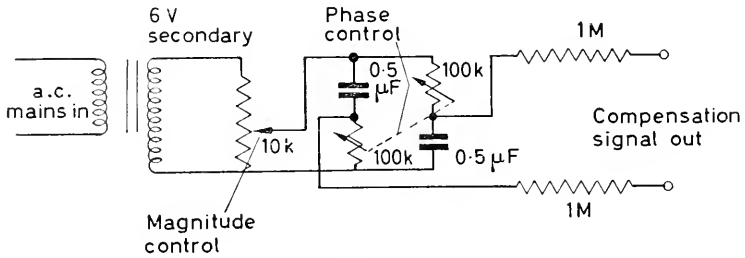 6 V
secondary
Phase
control
1M
a.c.
mains in
0·5
µF
100k
10k
100k
0·5 µF
Compensation
signal out
Magnitude
control
1M